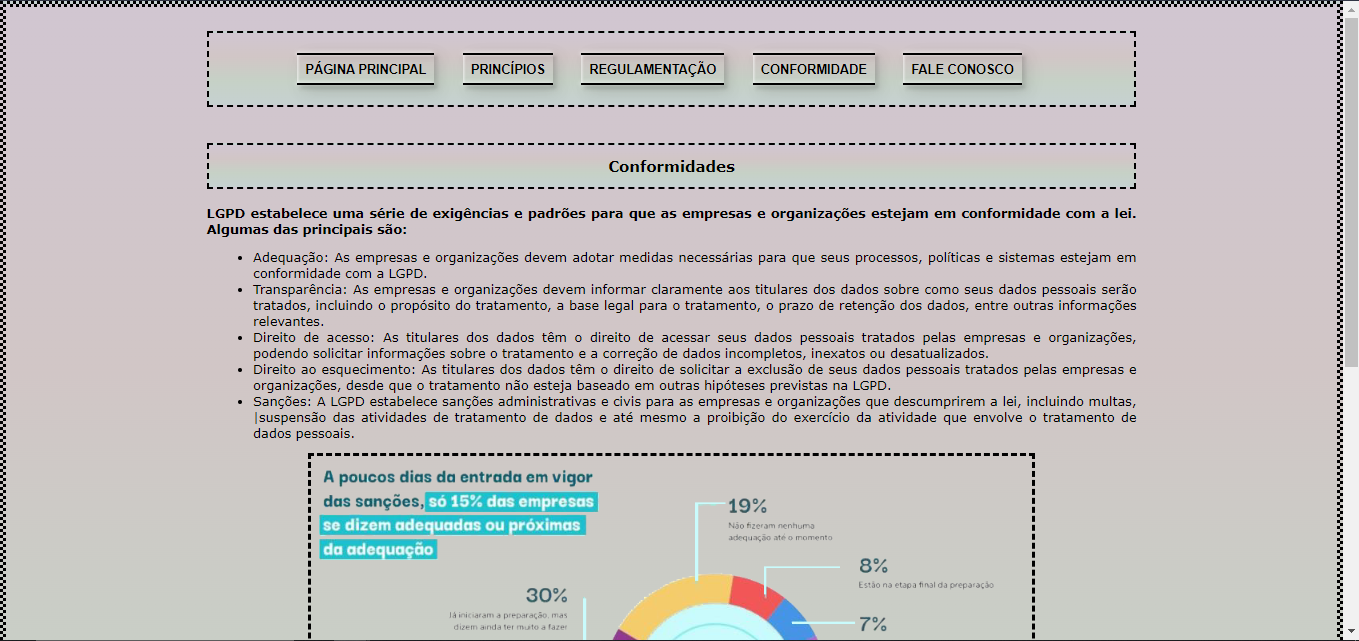 PÁGINA PRINCIPAL PRINCÍPIOS REGULAMENTAÇÃO CONFORMIDADE FALE CONOSCO
Conformidades
LGPD estabelece uma série de exigências e padrões para que as empresas e organizações estejam em conformidade com a lei.
Algumas das principais são:
• Adequação: As empresas e organizações devem adotar medidas necessárias para que seus processos, políticas e sistemas estejam em
conformidade com a LGPD.
• Transparência: As empresas e organizações devem informar claramente aos titulares dos dados sobre como seus dados pessoais serão
tratados, incluindo o propósito do tratamento, a base legal para o tratamento, o prazo de retenção dos dados, entre outras informações
relevantes.
• Direito de acesso: As titulares dos dados têm o direito de acessar seus dados pessoais tratados pelas empresas e organizações,
podendo solicitar informações sobre o tratamento e a correção de dados incompletos, inexatos ou desatualizados.
• Direito ao esquecimento: As titulares dos dados têm o direito de solicitar a exclusão de seus dados pessoais tratados pelas empresas e
organizações, desde que o tratamento não esteja baseado em outras hipóteses previstas na LGPD.
• Sanções: A LGPD estabelece sanções administrativas e civis para as empresas e organizações que descumprirem a lei, incluindo multas,
|suspensão das atividades de tratamento de dados e até mesmo a proibição do exercício da atividade que envolve o tratamento de
dados pessoais.
A poucos dias da entrada em vigor
das sanções, só 15% das empresas
se dizem adequadas ou próximas
da adequação
19%
Não fizeram nenhuma
adequação até o momento
8%
Estão na etapa final da preparação
30%
Já iniciaram a preparação, mas
dizem ainda ter muito a fazer
7%